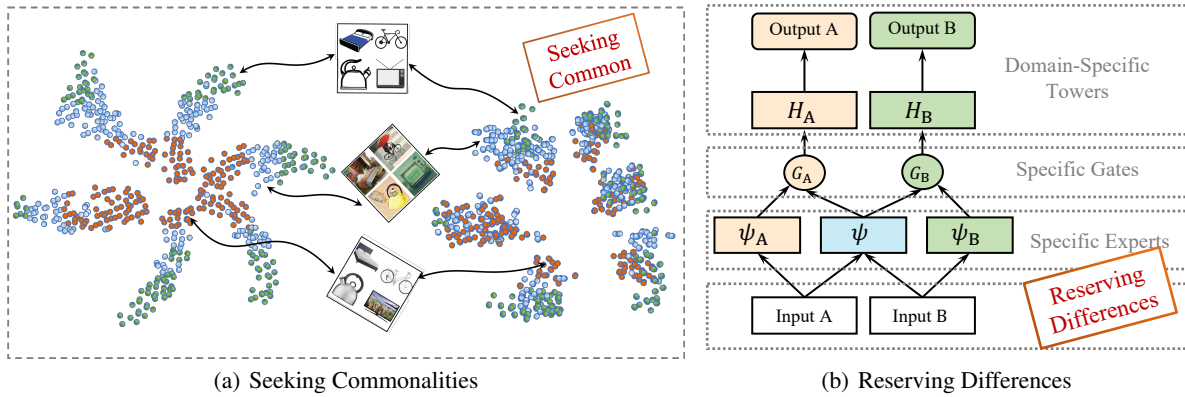 Seeking
Common
Output A
Output B
Domain-Specific
Towers
H_A
H_B
G_A
G_B
Specific Gates
ψ_A
ψ
ψ_B
Specific Experts
Input A
Input B
Reserving
Differences
(a) Seeking Commonalities
(b) Reserving Differences